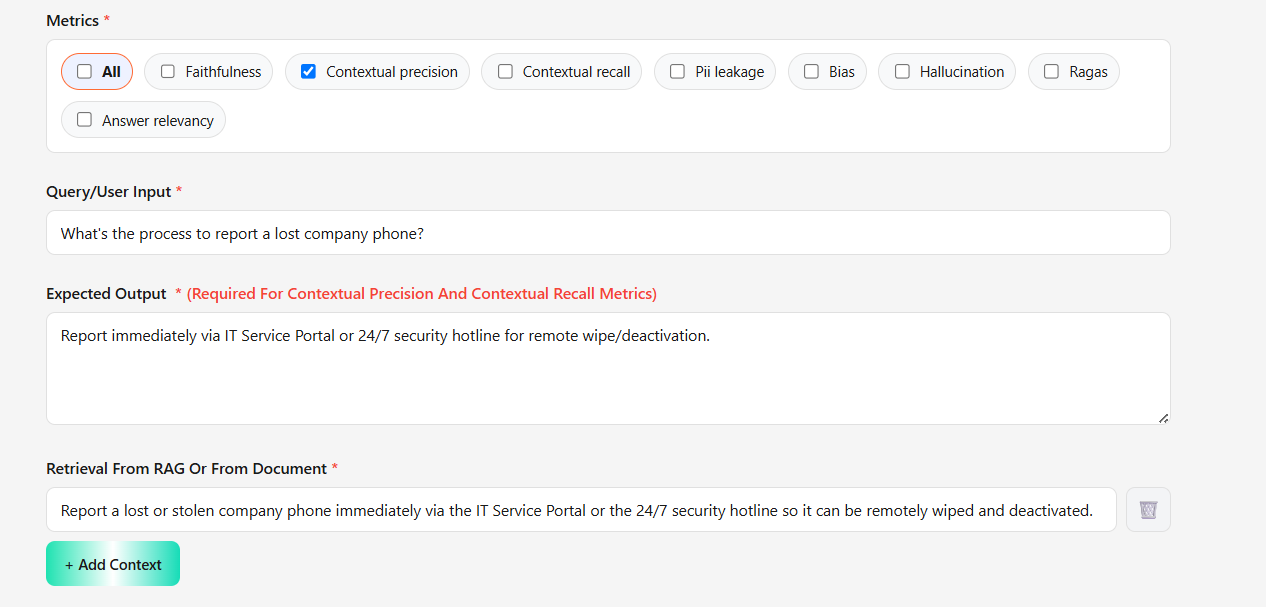 Metrics *
All Faithfulness Contextual precision Contextual recall Pii leakage Bias Hallucination Ragas
Answer relevancy
Query/User Input *
What's the process to report a lost company phone?
Expected Output * (Required For Contextual Precision And Contextual Recall Metrics)
Report immediately via IT Service Portal or 24/7 security hotline for remote wipe/deactivation.
Retrieval From RAG Or From Document *
Report a lost or stolen company phone immediately via the IT Service Portal or the 24/7 security hotline so it can be remotely wiped and deactivated.
+ Add Context